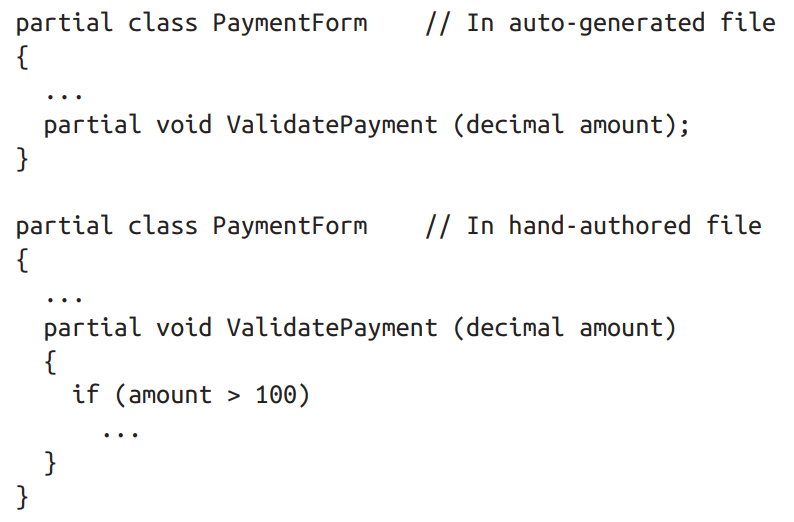 partial class PaymentForm    // In auto-generated file
{
  ...
  partial void ValidatePayment (decimal amount);
}

partial class PaymentForm    // In hand-authored file
{
  ...
  partial void ValidatePayment (decimal amount)
  {
    if (amount > 100)
      ...
  }
}